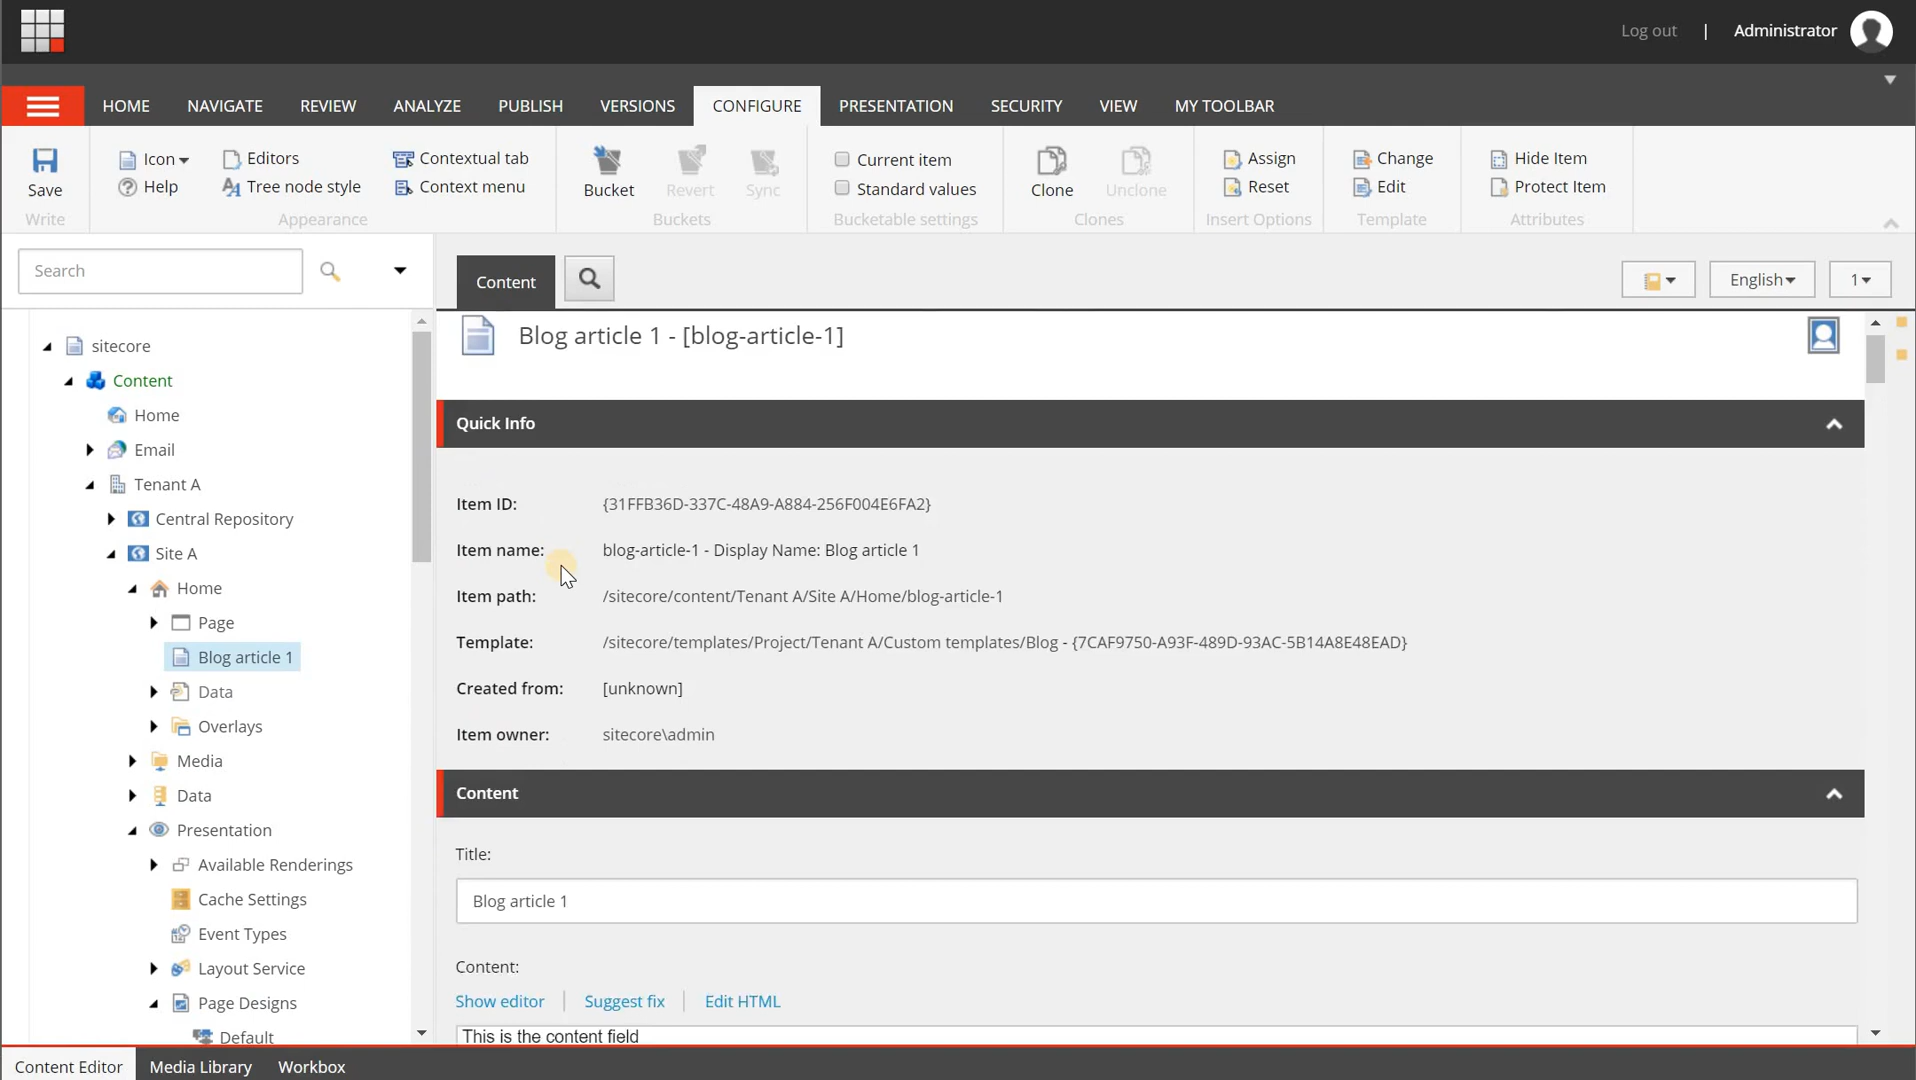 Log out | Administrator
HOME NAVIGATE REVIEW ANALYZE PUBLISH VERSIONS CONFIGURE PRESENTATION SECURITY VIEW MY TOOLBAR
Save
Write
Icon
Help
Editors
Tree node style
Contextual tab
Context menu
Appearance
Bucket Revert Sync
Buckets
Current item
Standard values
Bucketable settings
Clone Unclone
Clones
Assign
Reset
Insert Options
Change
Edit
Template
Hide Item
Protect Item
Attributes
Search
sitecore
Content
Home
Email
Tenant A
Central Repository
Site A
Home
Page
Blog article 1
Data
Overlays
Media
Data
Presentation
Available Renderings
Cache Settings
Event Types
Layout Service
Page Designs
Default
Content
English 1
Blog article 1 - [blog-article-1]
Quick Info
Item ID: {31FFB36D-337C-48A9-A884-256F004E6FA2}
Item name: blog-article-1 - Display Name: Blog article 1
Item path: /sitecore/content/Tenant A/Site A/Home/blog-article-1
Template: /sitecore/templates/Project/Tenant A/Custom templates/Blog - {7CAF9750-A93F-489D-93AC-5B14A8E48EAD}
Created from: [unknown]
Item owner: sitecore\admin
Content
Title:
Blog article 1
Content:
Show editor | Suggest fix | Edit HTML
This is the content field
Content Editor Media Library Workbox